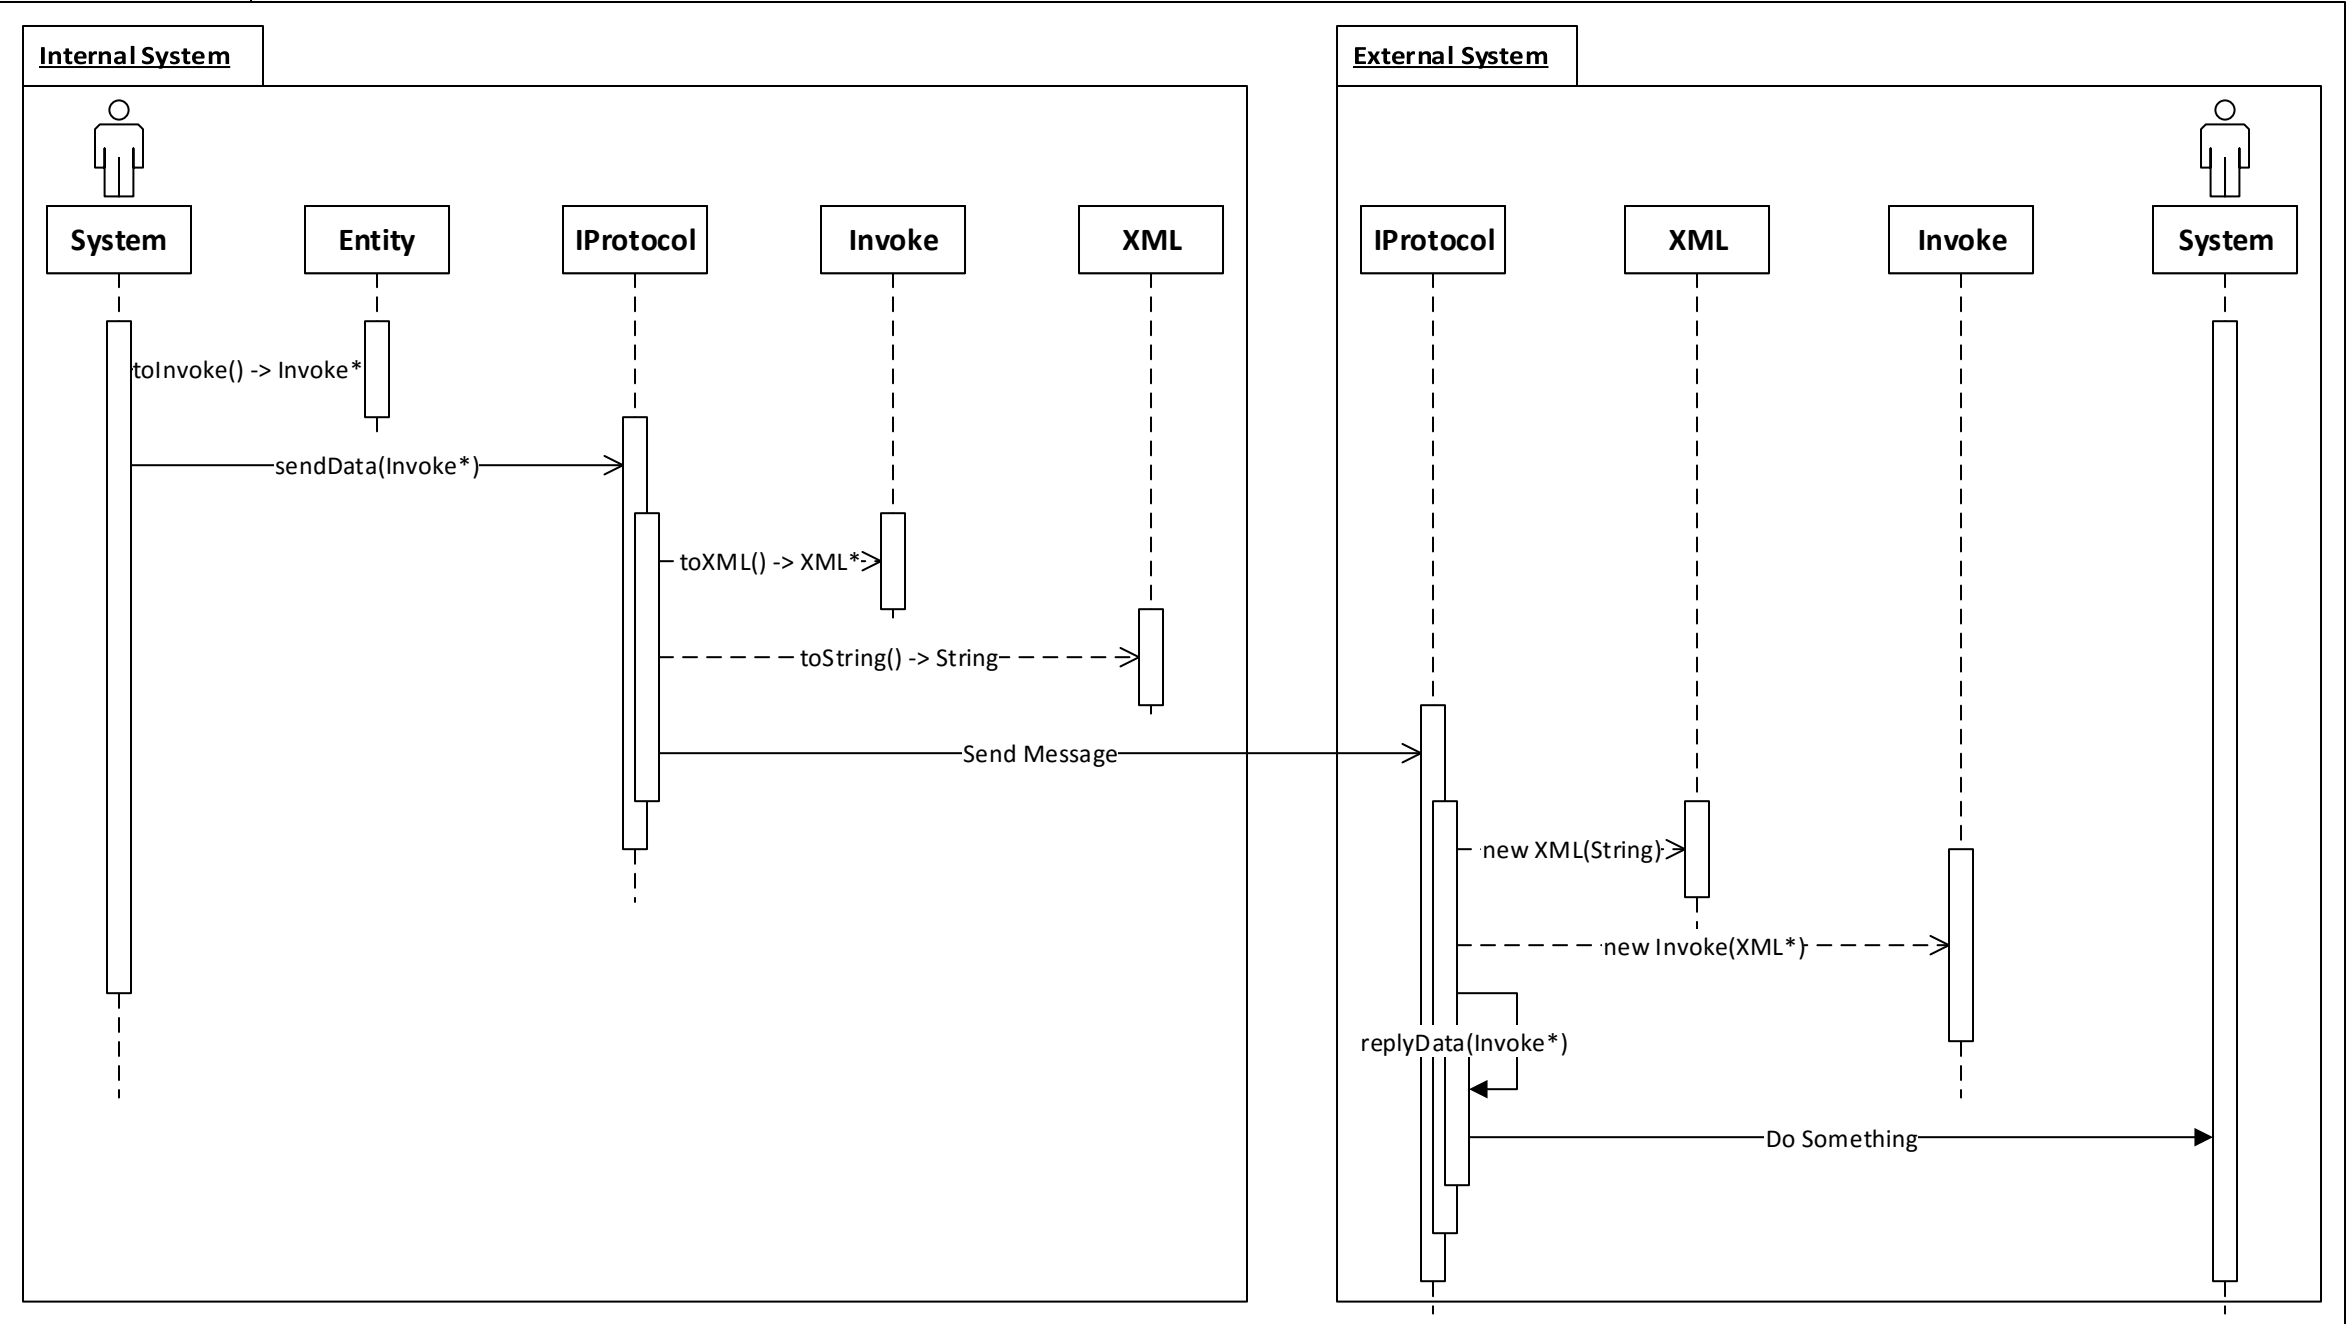 Internal System
External System
System
Entity
IProtocol
Invoke
XML
IProtocol
XML
Invoke
System
toInvoke() -> Invoke*
sendData(Invoke*)
toXML() -> XML*
toString() -> String
Send Message
new XML(String)
new Invoke(XML*)
replyData(Invoke*)
Do Something